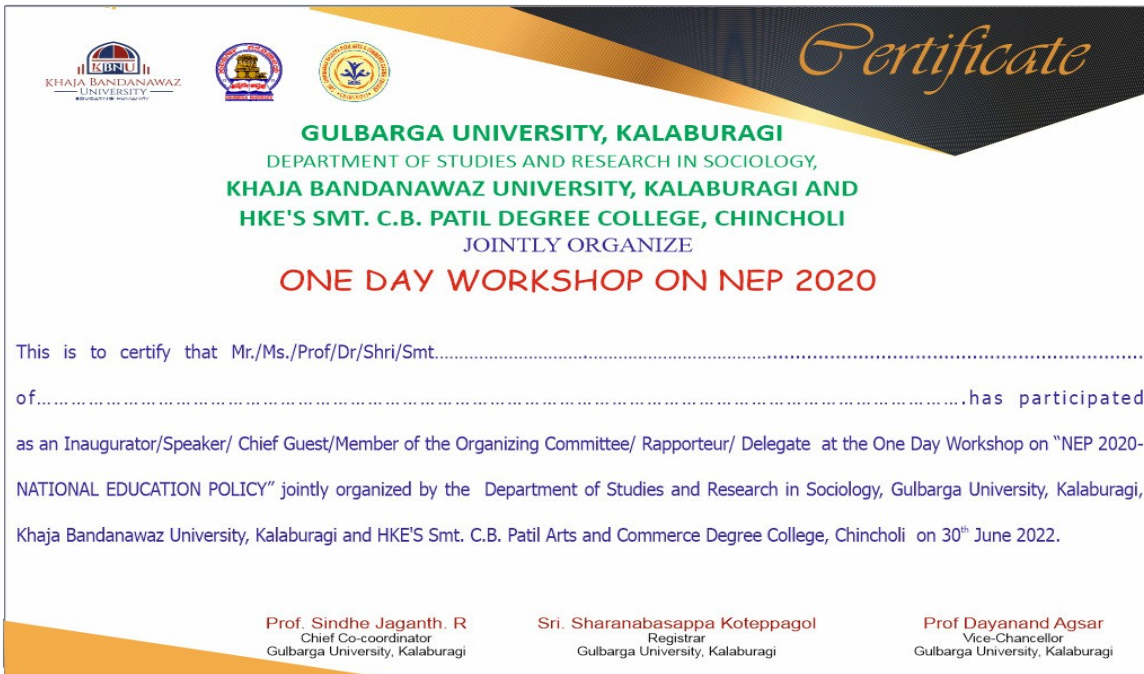 Certificate
KBNU
KHAJA BANDANAWAZ
UNIVERSITY
GULBARGA UNIVERSITY, KALABURAGI
DEPARTMENT OF STUDIES AND RESEARCH IN SOCIOLOGY,
KHAJA BANDANAWAZ UNIVERSITY, KALABURAGI AND
HKE'S SMT. C.B. PATIL DEGREE COLLEGE, CHINCHOLI
JOINTLY ORGANIZE
ONE DAY WORKSHOP ON NEP 2020
This is to certify that Mr./Ms./Prof/Dr/Shri/Smt.......................................................................................................
of.......................................................................................................has participated
as an Inaugurator/Speaker/ Chief Guest/Member of the Organizing Committee/ Rapporteur/ Delegate at the One Day Workshop on “NEP 2020-
NATIONAL EDUCATION POLICY” jointly organized by the Department of Studies and Research in Sociology, Gulbarga University, Kalaburagi,
Khaja Bandanawaz University, Kalaburagi and HKE'S Smt. C.B. Patil Arts and Commerce Degree College, Chincholi on 30th June 2022.
Prof. Sindhe Jaganth. R
Chief Co-coordinator
Gulbarga University, Kalaburagi
Sri. Sharanabasappa Koteppagol
Registrar
Gulbarga University, Kalaburagi
Prof Dayanand Agsar
Vice-Chancellor
Gulbarga University, Kalaburagi